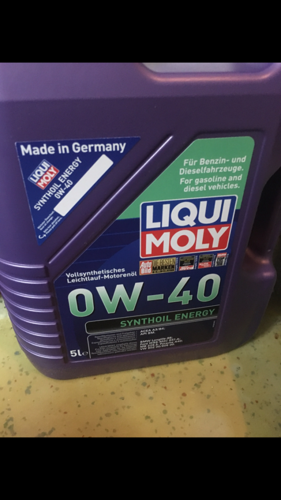 Made in Germany
LIQUI
MOLY
SYNTHOIL ENERGY
0W-40
Für Benzin- und
Dieselfahrzeuge.
For gasoline and
diesel vehicles.
LIQUI
MOLY
Vollsynthetisches
Leichtlauf-Motorenöl
0W-40
SYNTHOIL ENERGY
5L